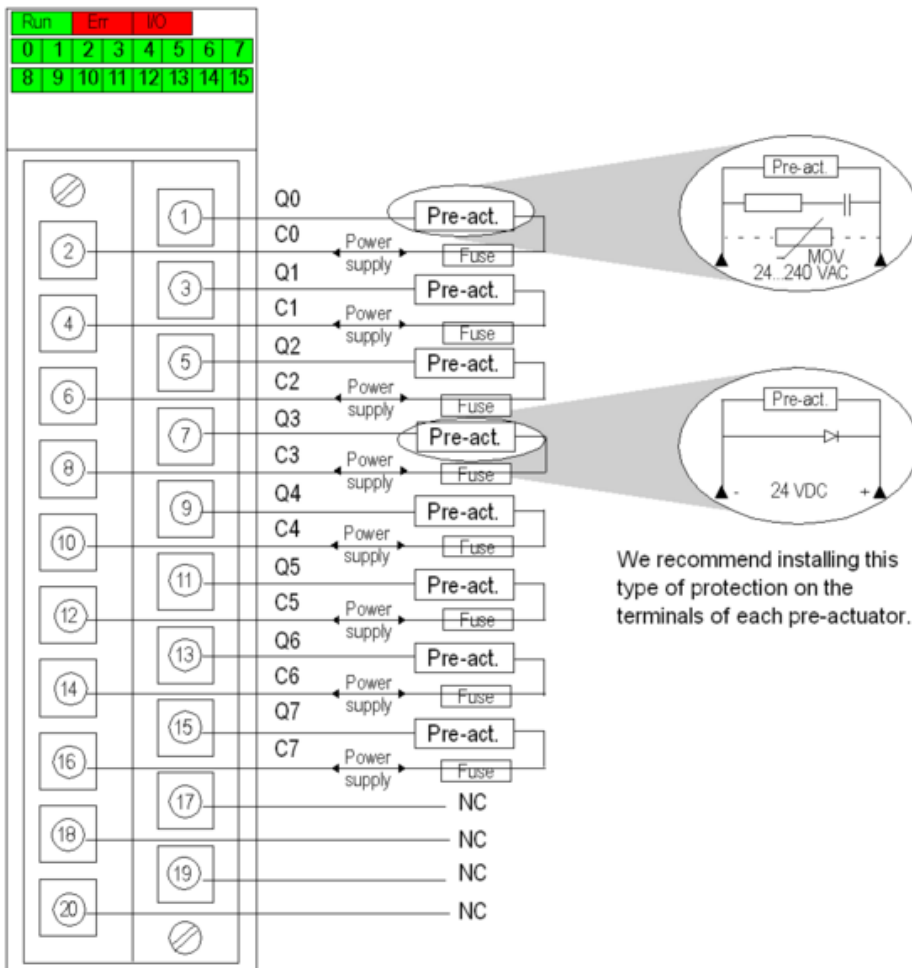 Run Err I/O
0 1 2 3 4 5 6 7
8 9 10 11 12 13 14 15
1 Q0 Pre-act.
2 C0 Power supply Fuse
3 Q1 Pre-act.
4 C1 Power supply Fuse
5 Q2 Pre-act.
6 C2 Power supply Fuse
7 Q3 Pre-act.
8 C3 Power supply Fuse
9 Q4 Pre-act.
10 C4 Power supply Fuse
11 Q5 Pre-act.
12 C5 Power supply Fuse
13 Q6 Pre-act.
14 C6 Power supply Fuse
15 Q7 Pre-act.
16 C7 Power supply Fuse
17 NC
18 NC
19 NC
20 NC
Pre-act.
MOV
24...240 VAC
Pre-act.
- 24 VDC +
We recommend installing this
type of protection on the
terminals of each pre-actuator.